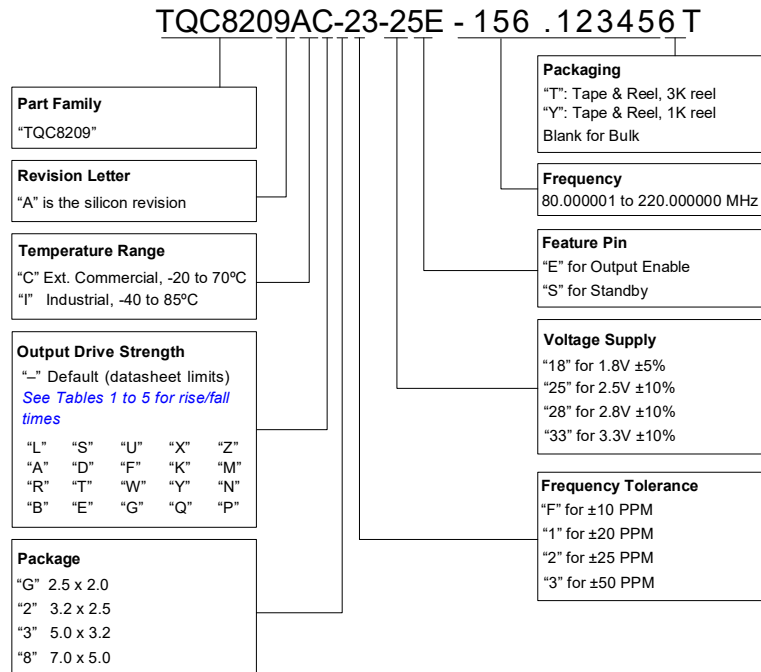 TQC8209AC-23-25E - 156 .123456T
Part Family
“TQC8209”
Revision Letter
“A” is the silicon revision
Temperature Range
“C” Ext. Commercial, -20 to 70ºC
“I” Industrial, -40 to 85ºC
Output Drive Strength
“–” Default (datasheet limits)
See Tables 1 to 5 for rise/fall
times
“L” “S” “U” “X” “Z”
“A” “D” “F” “K” “M”
“R” “T” “W” “Y” “N”
“B” “E” “G” “Q” “P”
Package
“G” 2.5 x 2.0
“2” 3.2 x 2.5
“3” 5.0 x 3.2
“8” 7.0 x 5.0
Packaging
“T”: Tape & Reel, 3K reel
“Y”: Tape & Reel, 1K reel
Blank for Bulk
Frequency
80.000001 to 220.000000 MHz
Feature Pin
“E” for Output Enable
“S” for Standby
Voltage Supply
“18” for 1.8V ±5%
“25” for 2.5V ±10%
“28” for 2.8V ±10%
“33” for 3.3V ±10%
Frequency Tolerance
“F” for ±10 PPM
“1” for ±20 PPM
“2” for ±25 PPM
“3” for ±50 PPM